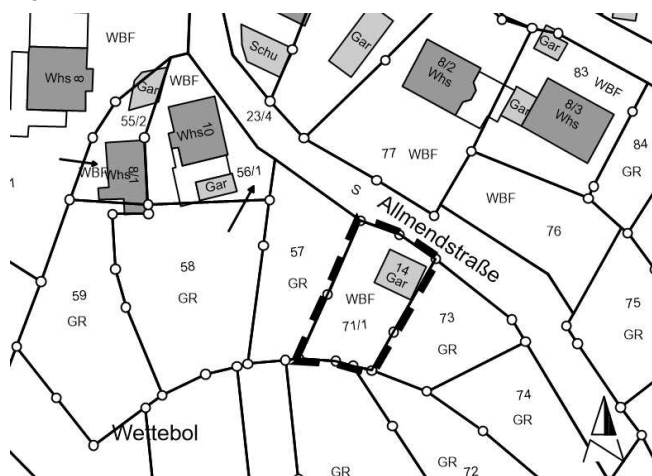 WBF
Gar
8/2
Whs
83
WBF
Gar
8/3
Whs
Whs 8
Gar
WBF
Schu
Gar
55/2
Whs 10
23/4
77
WBF
84
GR
WBF
Whs
8/1
56/1
Gar
S
WBF
76
Allmendstraße
57
GR
58
GR
59
GR
14
Gar
WBF
71/1
73
GR
75
GR
74
GR
Wettebol
GR
GR
72